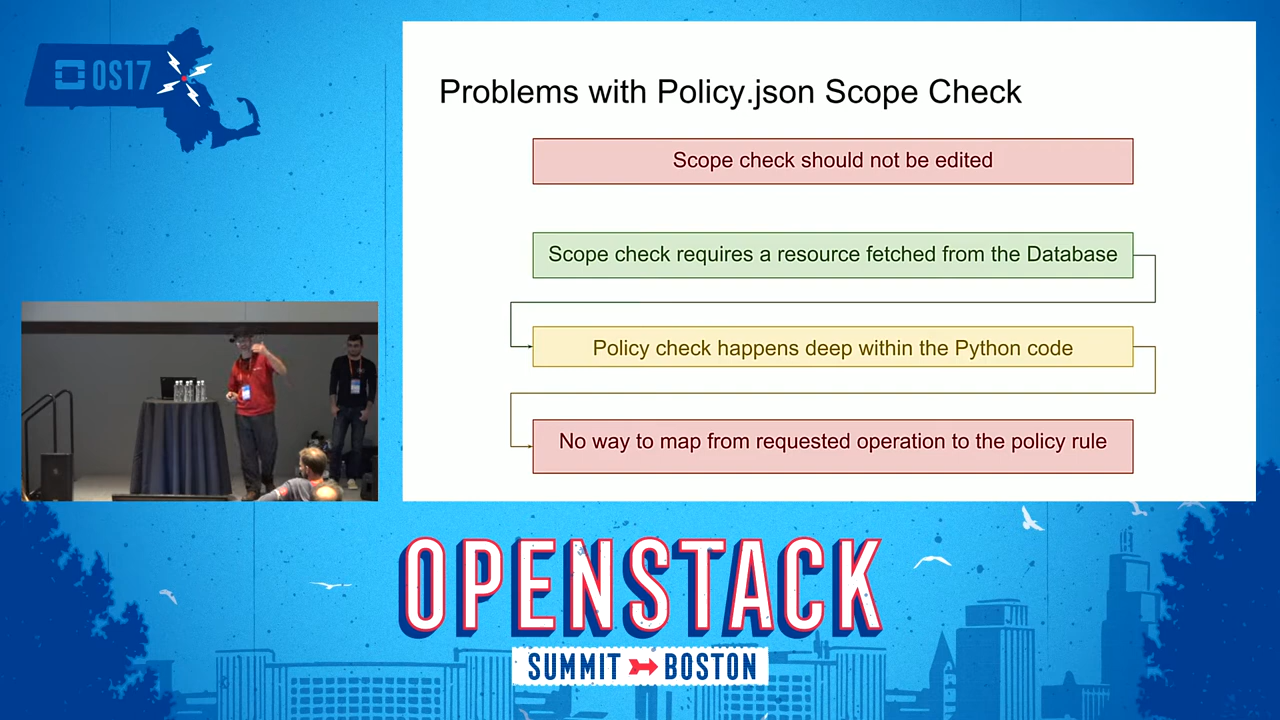 OS17
Problems with Policy.json Scope Check
Scope check should not be edited
Scope check requires a resource fetched from the Database
Policy check happens deep within the Python code
No way to map from requested operation to the policy rule
OPENSTACK
SUMMIT BOSTON